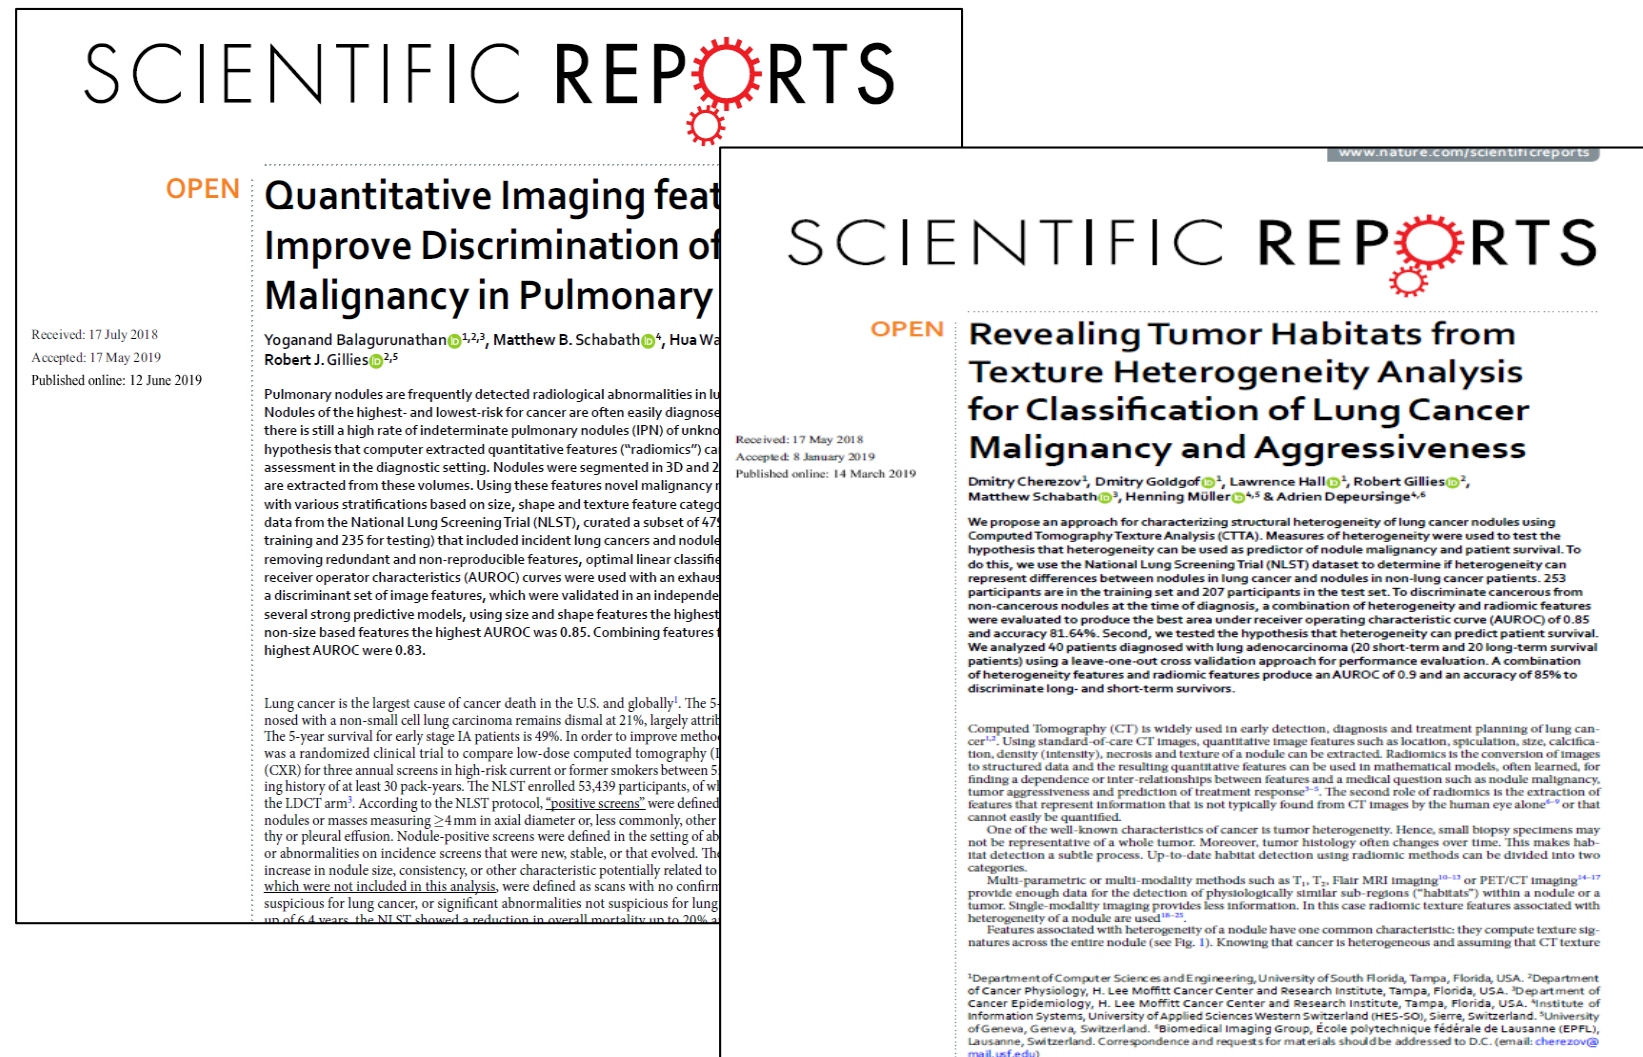 SCIENTIFIC REPORTS
OPEN
Quantitative Imaging feat
Improve Discrimination of
Malignancy in Pulmonary
Received: 17 July 2018
Accepted: 17 May 2019
Published online: 12 June 2019
Yoganand Balagurunathan1,2,3, Matthew B. Schabath4, Hua Wa
Robert J. Gillies2,5
Pulmonary nodules are frequently detected radiological abnormalities in lu
Nodules of the highest- and lowest-risk for cancer are often easily diagnose
there is still a high rate of indeterminate pulmonary nodules (IPN) of unkno
hypothesis that computer extracted quantitative features (“radiomics”) ca
assessment in the diagnostic setting. Nodules were segmented in 3D and 2
are extracted from these volumes. Using these features novel malignancy r
with various stratifications based on size, shape and texture feature catego
data from the National Lung Screening Trial (NLST), curated a subset of 479
training and 235 for testing) that included incident lung cancers and nodule
removing redundant and non-reproducible features, optimal linear classifie
receiver operator characteristics (AUROC) curves were used with an exhaus
a discriminant set of image features, which were validated in an independe
several strong predictive models, using size and shape features the highest
non-size based features the highest AUROC was 0.85. Combining features f
highest AUROC were 0.83.
Lung cancer is the largest cause of cancer death in the U.S. and globally1. The 5-
nosed with a non-small cell lung carcinoma remains dismal at 21%, largely attrib
The 5-year survival for early stage IA patients is 49%. In order to improve metho
was a randomized clinical trial to compare low-dose computed tomography (L
(CXR) for three annual screens in high-risk current or former smokers between 5
ing history of at least 30 pack-years. The NLST enrolled 53,439 participants, of wh
the LDCT arm3. According to the NLST protocol, “positive screens” were defined
nodules or masses measuring ≥4 mm in axial diameter or, less commonly, other
thy or pleural effusion. Nodule-positive screens were defined in the setting of ab
or abnormalities on incidence screens that were new, stable, or that evolved. The
increase in nodule size, consistency, or other characteristic potentially related to
which were not included in this analysis, were defined as scans with no confirm
suspicious for lung cancer, or significant abnormalities not suspicious for lung
up of 6.4 years, the NLST showed a reduction in overall mortality up to 20% a
www.nature.com/scientificreports
SCIENTIFIC REPORTS
OPEN
Revealing Tumor Habitats from
Texture Heterogeneity Analysis
for Classification of Lung Cancer
Malignancy and Aggressiveness
Received: 17 May 2018
Accepted: 8 January 2019
Published online: 14 March 2019
Dmitry Cherezov1, Dmitry Goldgof1, Lawrence Hall1, Robert Gillies2,
Matthew Schabath3, Henning Müller4,5 & Adrien Depeursinge4,6
We propose an approach for characterizing structural heterogeneity of lung cancer nodules using
Computed Tomography Texture Analysis (CTTA). Measures of heterogeneity were used to test the
hypothesis that heterogeneity can be used as predictor of nodule malignancy and patient survival. To
do this, we use the National Lung Screening Trial (NLST) dataset to determine if heterogeneity can
represent differences between nodules in lung cancer and nodules in non-lung cancer patients. 253
participants are in the training set and 207 participants in the test set. To discriminate cancerous from
non-cancerous nodules at the time of diagnosis, a combination of heterogeneity and radiomic features
were evaluated to produce the best area under receiver operating characteristic curve (AUROC) of 0.85
and accuracy 81.64%. Second, we tested the hypothesis that heterogeneity can predict patient survival.
We analyzed 40 patients diagnosed with lung adenocarcinoma (20 short-term and 20 long-term survival
patients) using a leave-one-out cross validation approach for performance evaluation. A combination
of heterogeneity features and radiomic features produce an AUROC of 0.9 and an accuracy of 85% to
discriminate long- and short-term survivors.
Computed Tomography (CT) is widely used in early detection, diagnosis and treatment planning of lung can-
cer1,2. Using standard-of-care CT images, quantitative image features such as location, spiculation, size, calcifica-
tion, density (intensity), necrosis and texture of a nodule can be extracted. Radiomics is the conversion of images
to structured data and the resulting quantitative features can be used in mathematical models, often learned, for
finding a dependence or inter-relationships between features and a medical question such as nodule malignancy,
tumor aggressiveness and prediction of treatment response3–5. The second role of radiomics is the extraction of
features that represent information that is not typically found from CT images by the human eye alone6–9 or that
cannot easily be quantified.
One of the well-known characteristics of cancer is tumor heterogeneity. Hence, small biopsy specimens may
not be representative of a whole tumor. Moreover, tumor histology often changes over time. This makes hab-
itat detection a subtle process. Up-to-date habitat detection using radiomic methods can be divided into two
categories.
Multi-parametric or multi-modality methods such as T1, T2, Flair MRI imaging10–13 or PET/CT imaging14–17
provide enough data for the detection of physiologically similar sub-regions (“habitats”) within a nodule or a
tumor. Single-modality imaging provides less information. In this case radiomic texture features associated with
heterogeneity of a nodule are used18–25.
Features associated with heterogeneity of a nodule have one common characteristic: they compute texture sig-
natures across the entire nodule (see Fig. 1). Knowing that cancer is heterogeneous and assuming that CT texture
1Department of Computer Sciences and Engineering, University of South Florida, Tampa, Florida, USA. 2Department
of Cancer Physiology, H. Lee Moffitt Cancer Center and Research Institute, Tampa, Florida, USA. 3Department of
Cancer Epidemiology, H. Lee Moffitt Cancer Center and Research Institute, Tampa, Florida, USA. 4Institute of
Information Systems, University of Applied Sciences Western Switzerland (HES-SO), Sierre, Switzerland. 5University
of Geneva, Geneva, Switzerland. 6Biomedical Imaging Group, École polytechnique fédérale de Lausanne (EPFL),
Lausanne, Switzerland. Correspondence and requests for materials should be addressed to D.C. (email: cherezov@
mail.usf.edu)